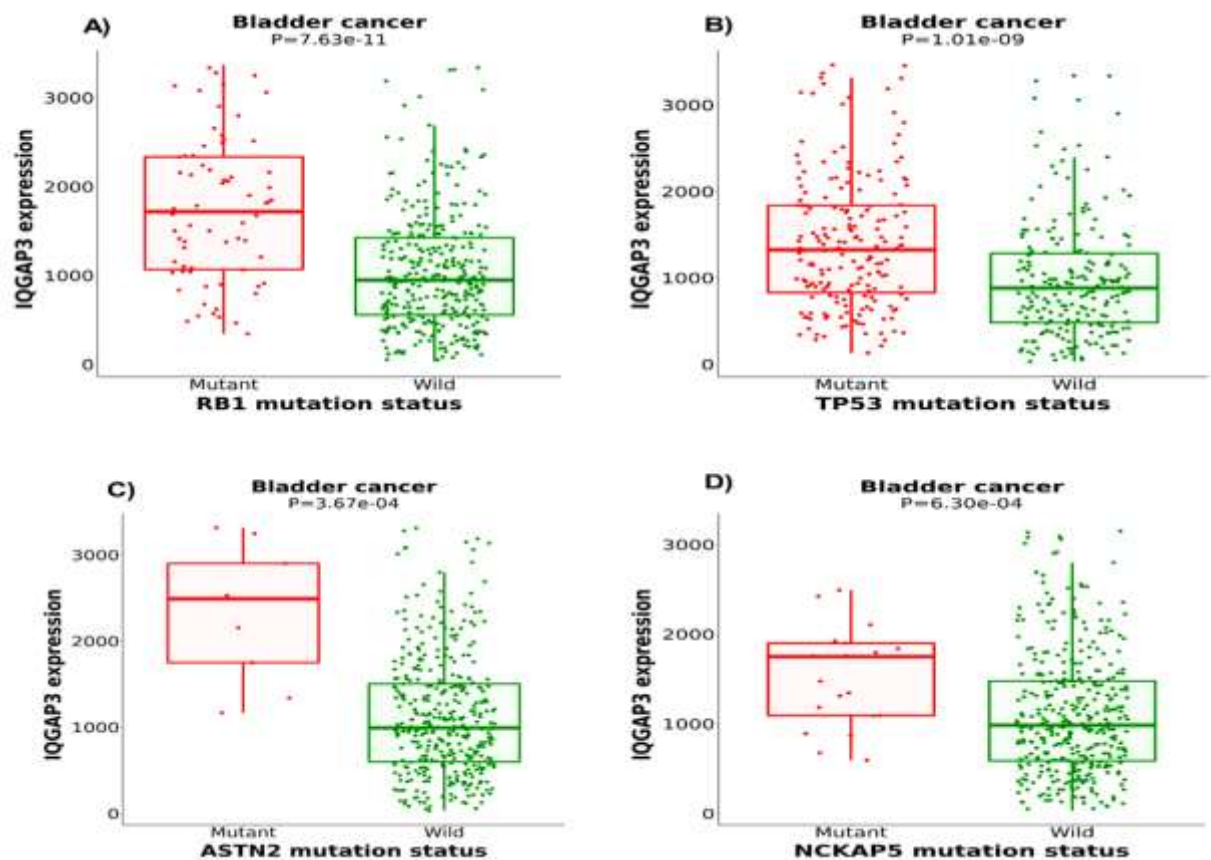 A)
Bladder cancer
P=7.63e-11
IQGAP3 expression
3000
2000
1000
0
Mutant Wild
RB1 mutation status
B)
Bladder cancer
P=1.01e-09
IQGAP3 expression
3000
2000
1000
0
Mutant Wild
TP53 mutation status
C)
Bladder cancer
P=3.67e-04
IQGAP3 expression
3000
2000
1000
0
Mutant Wild
ASTN2 mutation status
D)
Bladder cancer
P=6.30e-04
IQGAP3 expression
3000
2000
1000
0
Mutant Wild
NCKAP5 mutation status